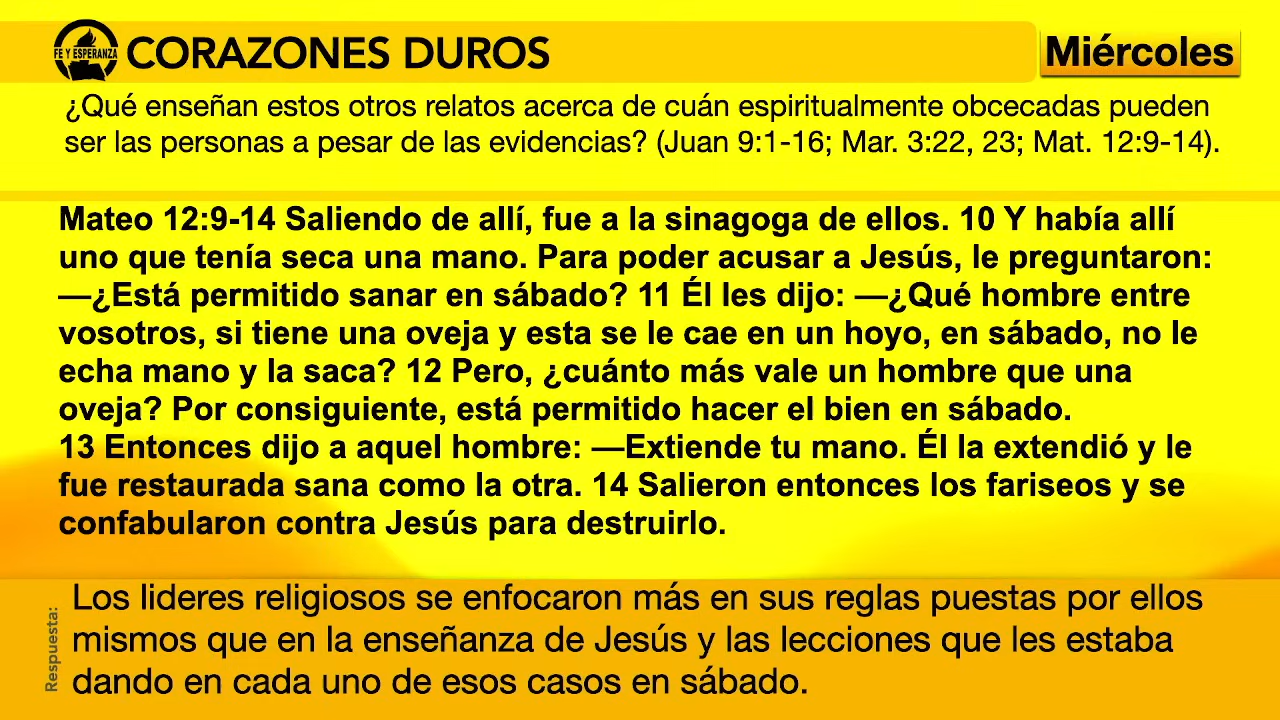 FE Y ESPERANZA
CORAZONES DUROS
Miércoles
¿Qué enseñan estos otros relatos acerca de cuán espiritualmente obcecadas pueden
ser las personas a pesar de las evidencias? (Juan 9:1-16; Mar. 3:22, 23; Mat. 12:9-14).
Mateo 12:9-14 Saliendo de allí, fue a la sinagoga de ellos. 10 Y había allí
uno que tenía seca una mano. Para poder acusar a Jesús, le preguntaron:
—¿Está permitido sanar en sábado? 11 Él les dijo: —¿Qué hombre entre
vosotros, si tiene una oveja y esta se le cae en un hoyo, en sábado, no le
echa mano y la saca? 12 Pero, ¿cuánto más vale un hombre que una
oveja? Por consiguiente, está permitido hacer el bien en sábado.
13 Entonces dijo a aquel hombre: —Extiende tu mano. Él la extendió y le
fue restaurada sana como la otra. 14 Salieron entonces los fariseos y se
confabularon contra Jesús para destruirlo.
Respuesta:
Los lideres religiosos se enfocaron más en sus reglas puestas por ellos
mismos que en la enseñanza de Jesús y las lecciones que les estaba
dando en cada uno de esos casos en sábado.